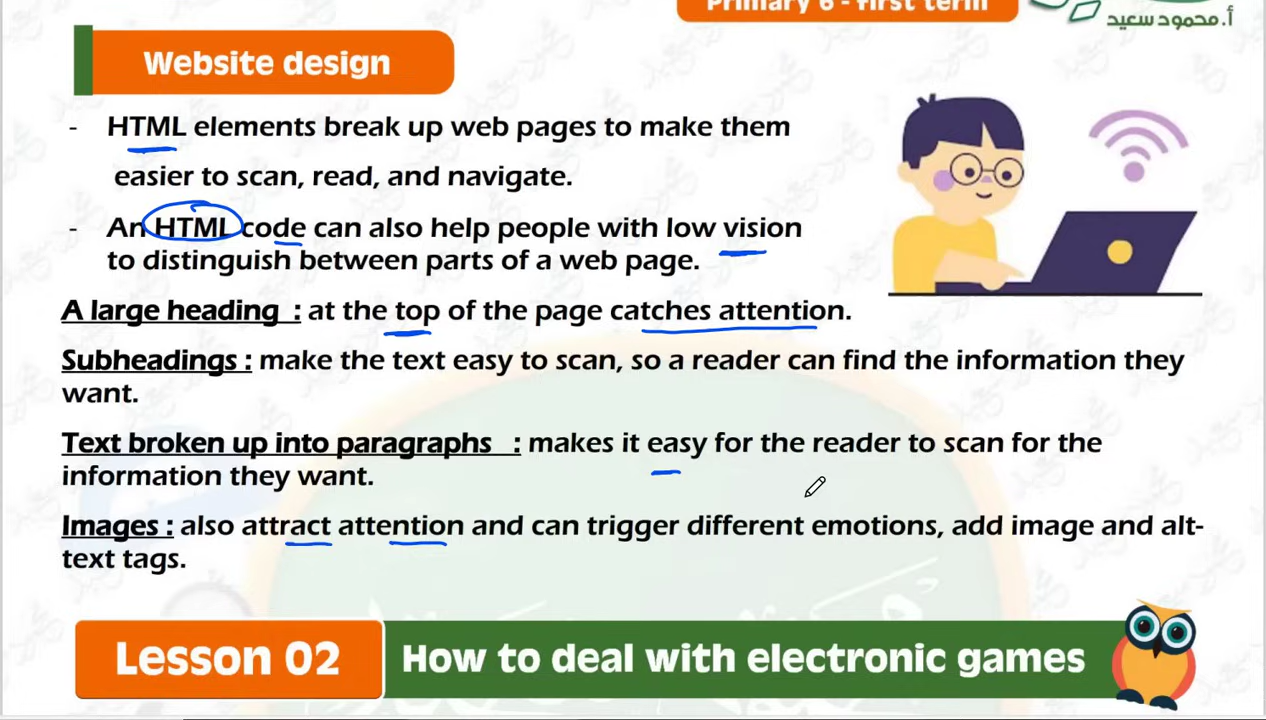 Primary 6 - first term
أ.محمود سعيد
Website design
- HTML elements break up web pages to make them
easier to scan, read, and navigate.
- An HTML code can also help people with low vision
to distinguish between parts of a web page.
A large heading : at the top of the page catches attention.
Subheadings : make the text easy to scan, so a reader can find the information they
want.
Text broken up into paragraphs : makes it easy for the reader to scan for the
information they want.
Images : also attract attention and can trigger different emotions, add image and alt-
text tags.
Lesson 02 How to deal with electronic games